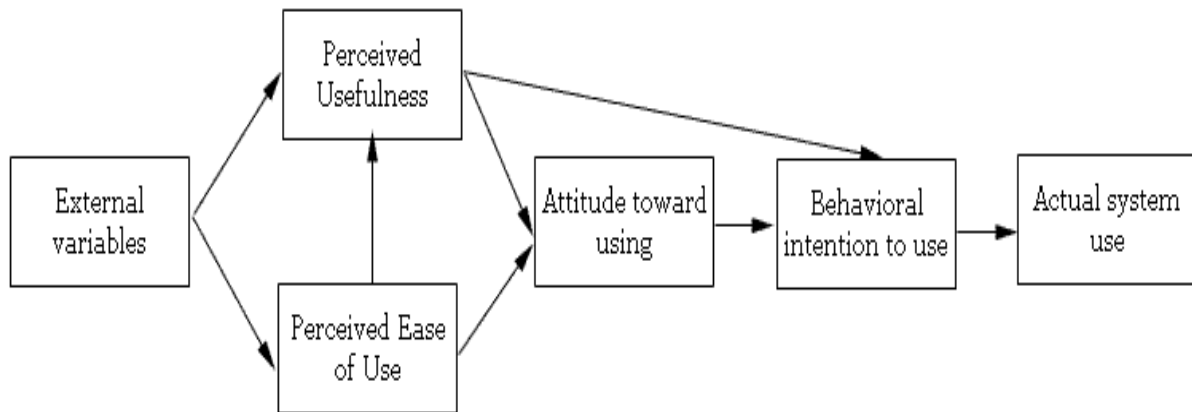 Perceived
Usefulness
External
variables
Perceived Ease
of Use
Attitude toward
using
Behavioral
intention to use
Actual system
use